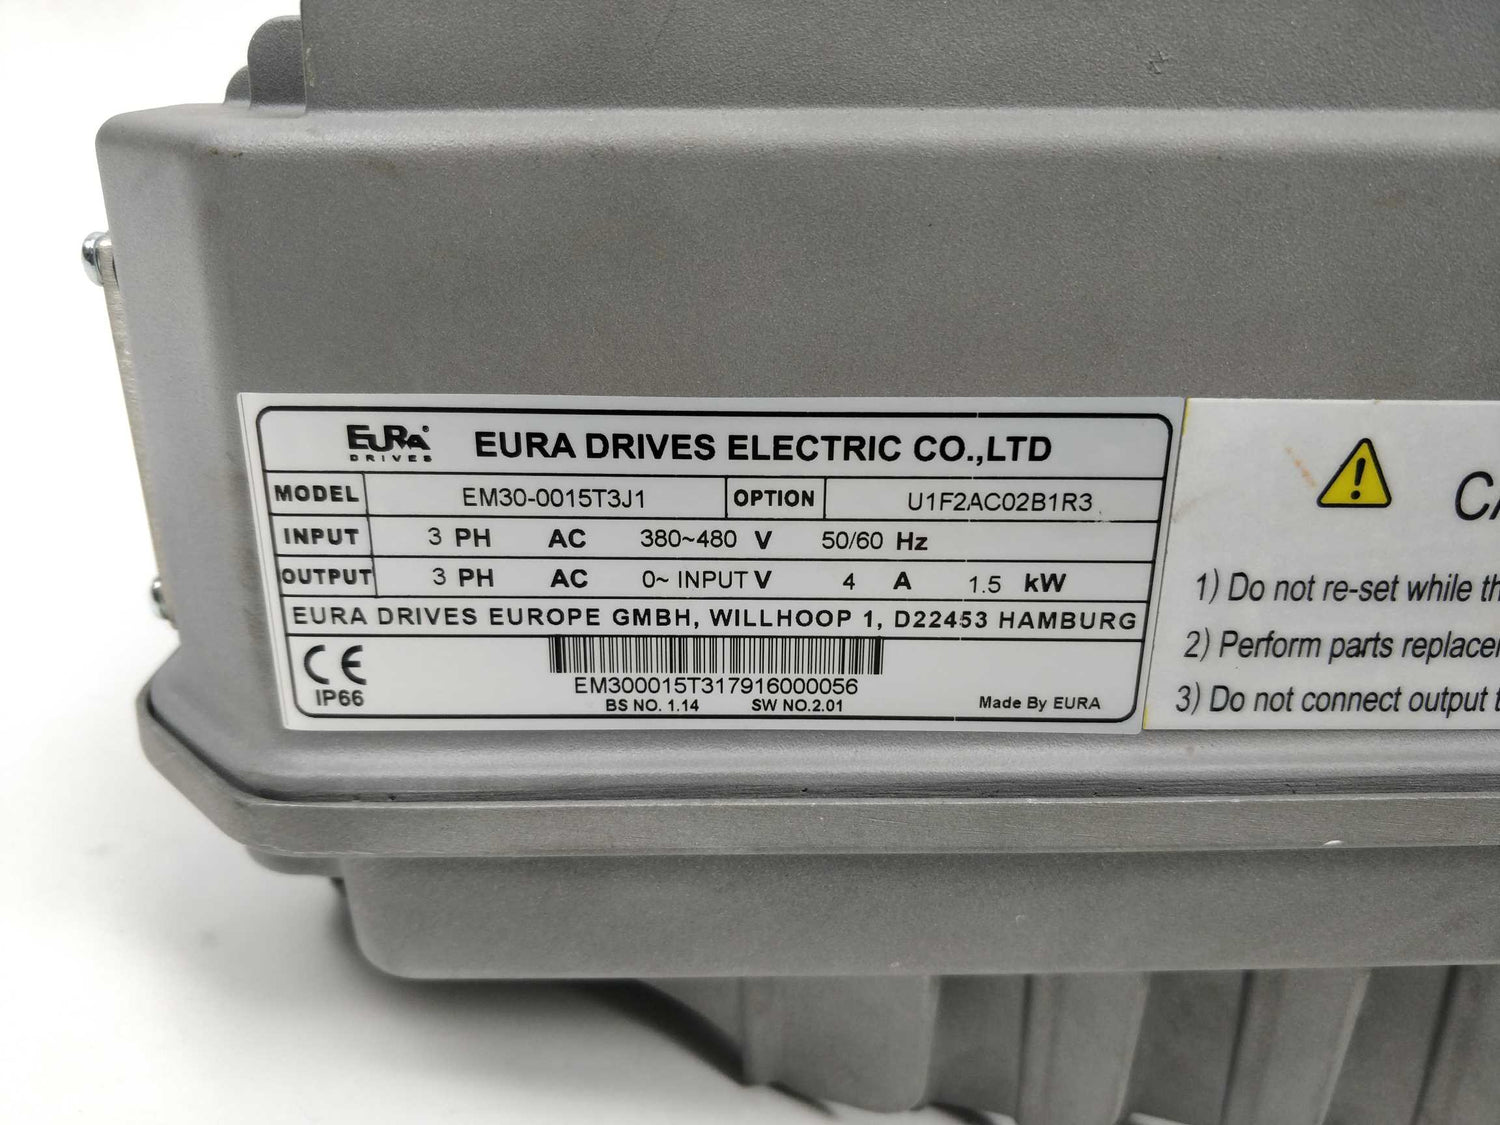 EURA® EURA DRIVES ELECTRIC CO.,LTD
DRIVES
MODEL EM30-0015T3J1 OPTION U1F2AC02B1R3
INPUT 3 PH AC 380~480 V 50/60 Hz
OUTPUT 3 PH AC 0~ INPUT V 4 A 1.5 kW
EURA DRIVES EUROPE GMBH, WILLHOOP 1, D22453 HAMBURG
CE
IP66
EM300015T317916000056
BS NO. 1.14 SW NO.2.01
Made By EURA
1) Do not re-set while
2) Perform parts
3) Do not connect output